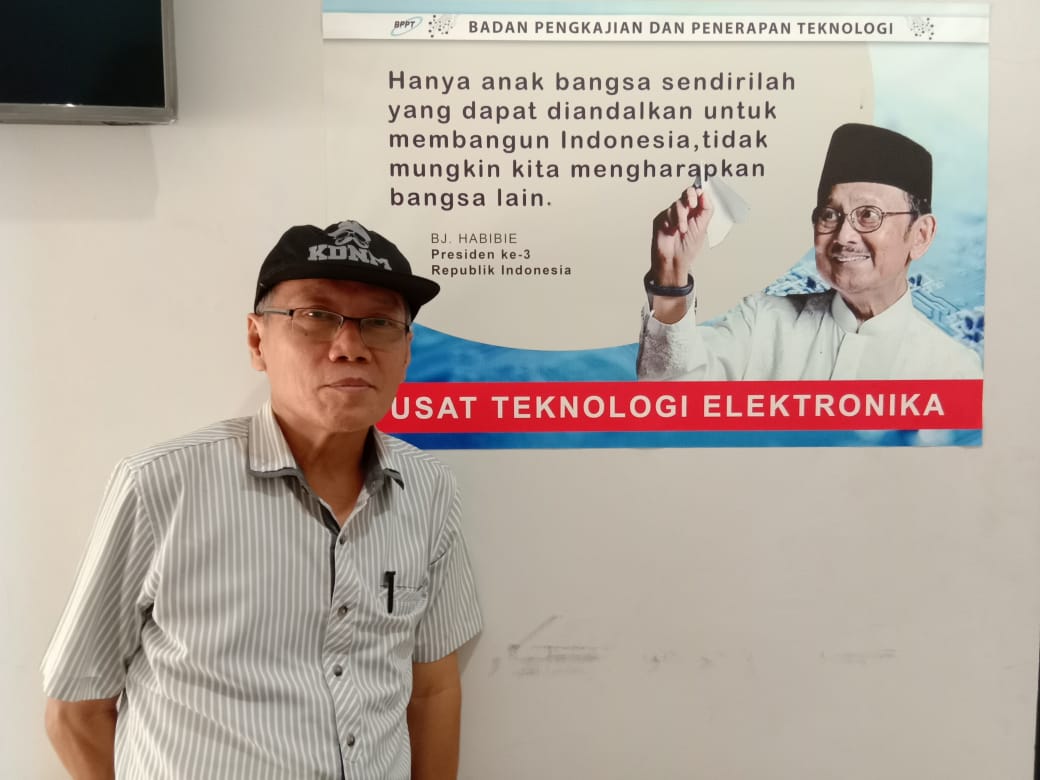 BPPT
BADAN PENGKAJIAN DAN PENERAPAN TEKNOLOGI
Hanya anak bangsa sendirilah
yang dapat diandalkan untuk
membangun Indonesia,tidak
mungkin kita mengharapkan
bangsa lain.
BJ. HABIBIE
Presiden ke-3
Republik Indonesia
KDNM
USAT TEKNOLOGI ELEKTRONIKA